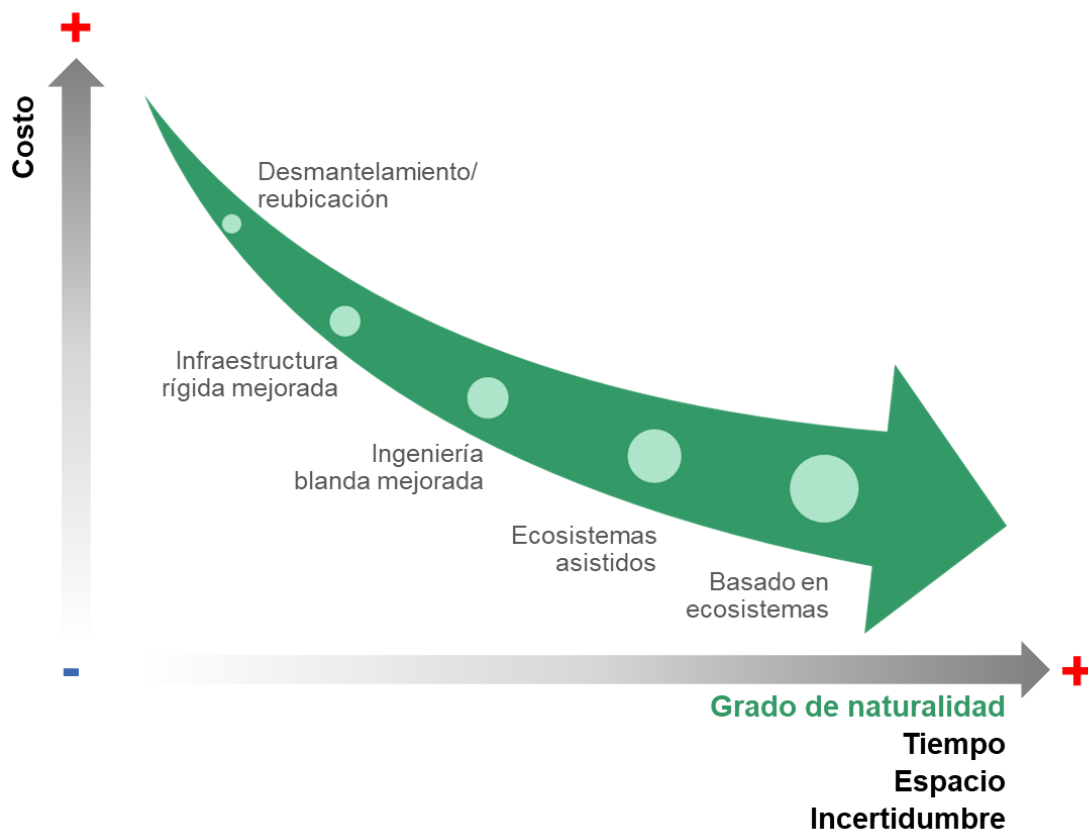 +
Costo
Desmantelamiento/
reubicación
Infraestructura
rígida mejorada
Ingeniería
blanda mejorada
Ecosistemas
asistidos
Basado en
ecosistemas
-
+
Grado de naturalidad
Tiempo
Espacio
Incertidumbre